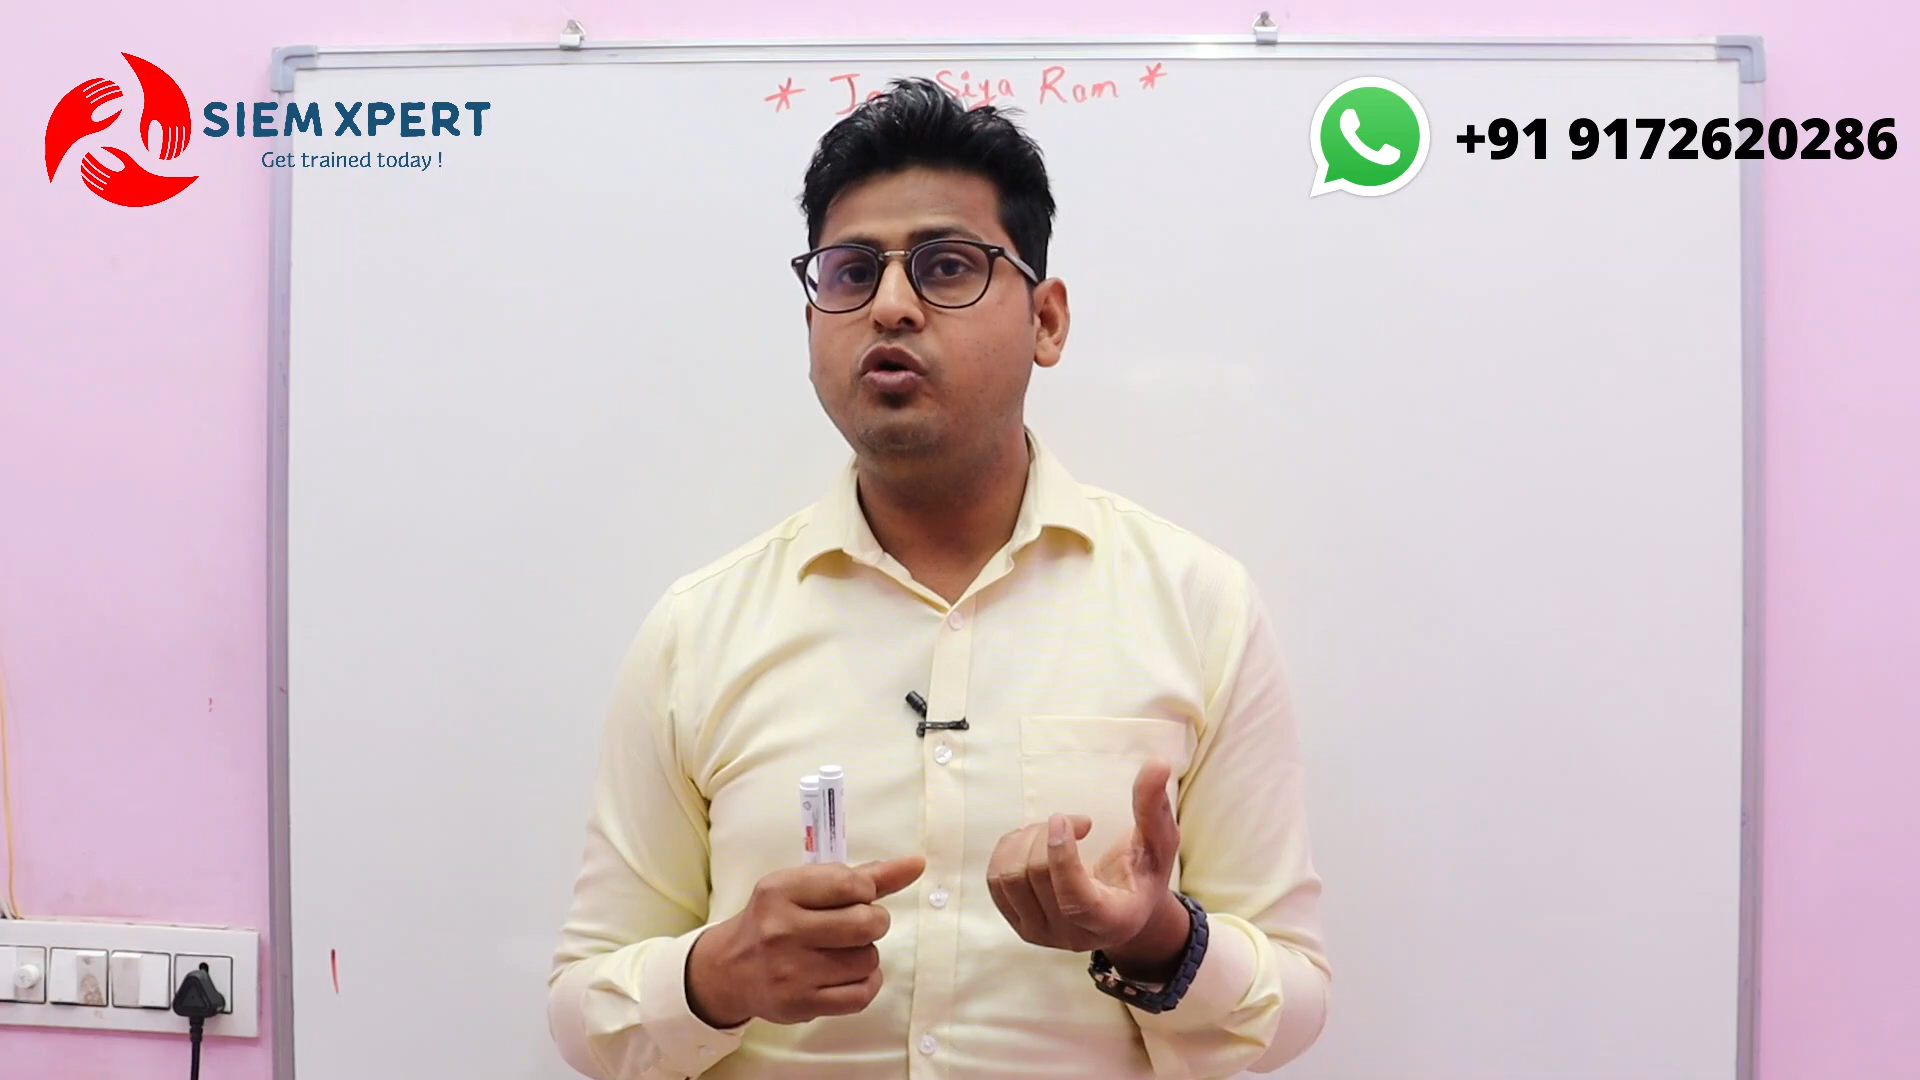 * Siya Ram *
SIEM XPERT
Get trained today !
+91 9172620286